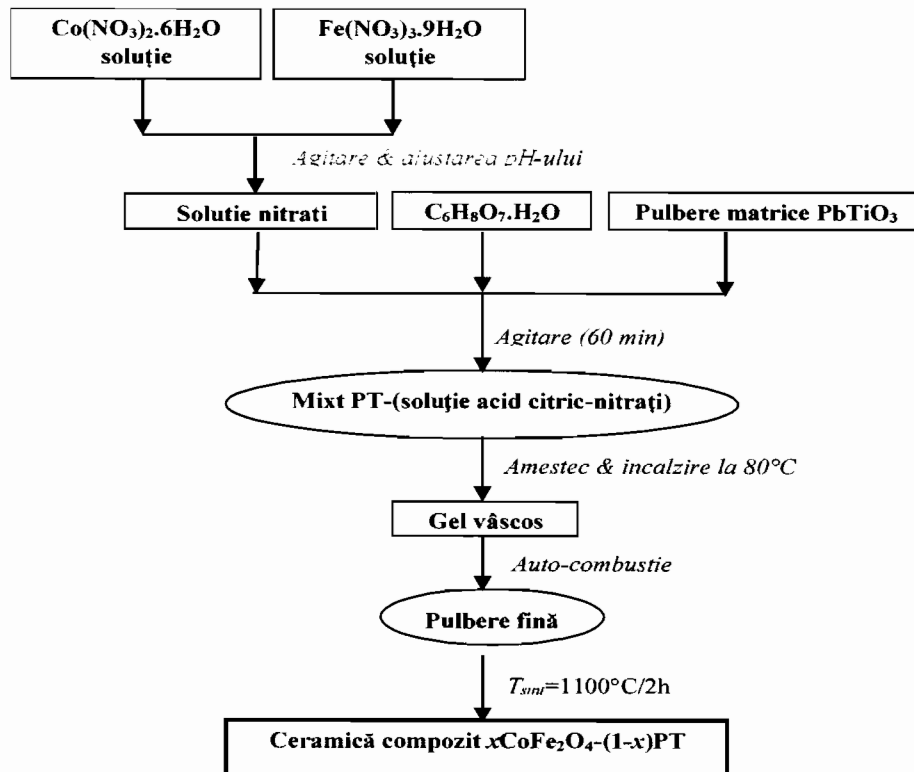 Co(NO₃)₂.6H₂O
soluție
Fe(NO₃)₃.9H₂O
soluție
Agitare & ajustarea pH-ului
Solutie nitrati
C₆H₈O₇.H₂O
Pulbere matrice PbTiO₃
Agitare (60 min)
Mixt PT-(soluție acid citric-nitrați)
Amestec & incalzire la 80°C
Gel vâscos
Auto-combustie
Pulbere fină
Tsint=1100°C/2h
Ceramică compozit xCoFe₂O₄-(1-x)PT